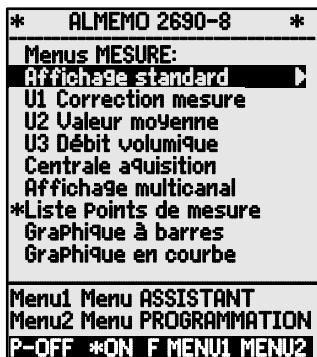 * ALMEMO 2690-8 *
Menus MESURE:
Affichage standard
U1 Correction mesure
U2 Valeur moyenne
U3 Débit volumique
Centrale aquisition
Affichage multicanal
*Liste points de mesure
Graphique à barres
Graphique en courbe
Menu1 Menu ASSISTANT
Menu2 Menu PROGRAMMATION
P-OFF *ON F MENU1 MENU2